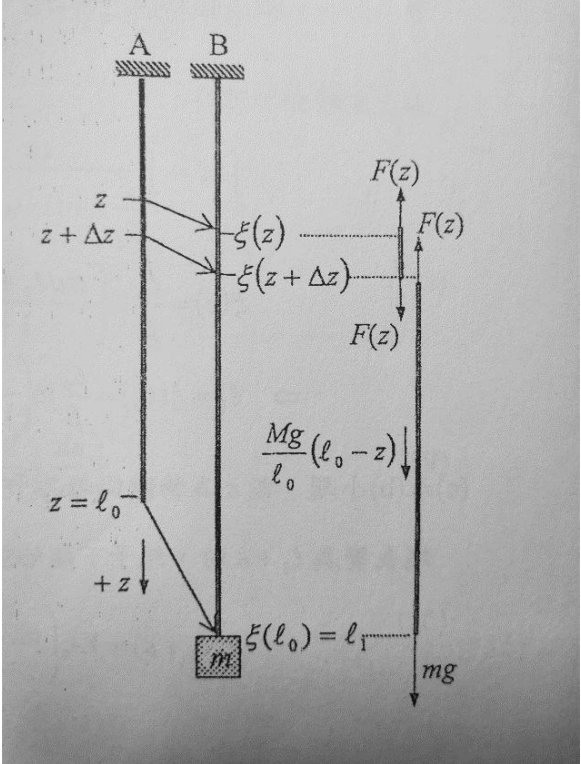 A B
F(z)
z
F(z)
z + Δz
ξ(z)
ξ(z + Δz)
F(z)
Mg/ℓ₀ (ℓ₀ − z)
z = ℓ₀
+ z
ξ(ℓ₀) = ℓ₁
m
mg